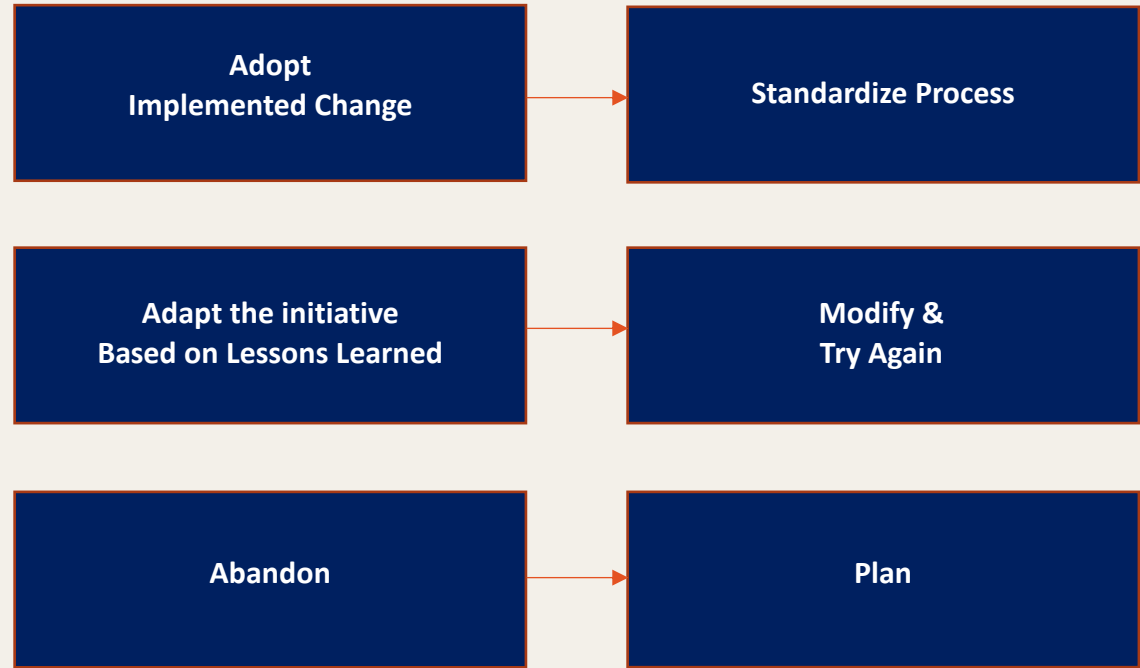 Adopt
Implemented Change
Standardize Process
Adapt the initiative
Based on Lessons Learned
Modify &
Try Again
Abandon
Plan